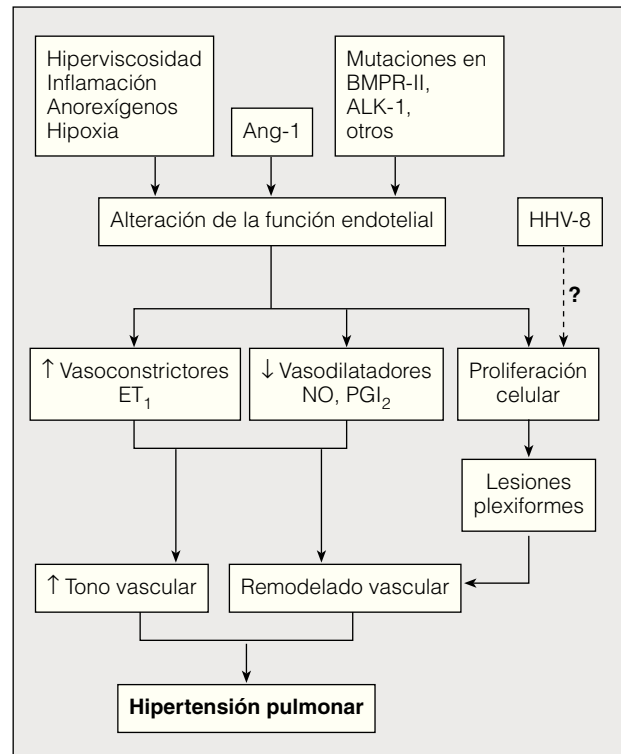 Hiperviscosidad
Inflamación
Anorexígenos
Hipoxia
Ang-1
Mutaciones en
BMPR-II,
ALK-1,
otros
Alteración de la función endotelial
HHV-8
?
↑ Vasoconstrictores
ET₁
↓ Vasodilatadores
NO, PGI₂
Proliferación
celular
Lesiones
plexiformes
↑ Tono vascular
Remodelado vascular
Hipertensión pulmonar